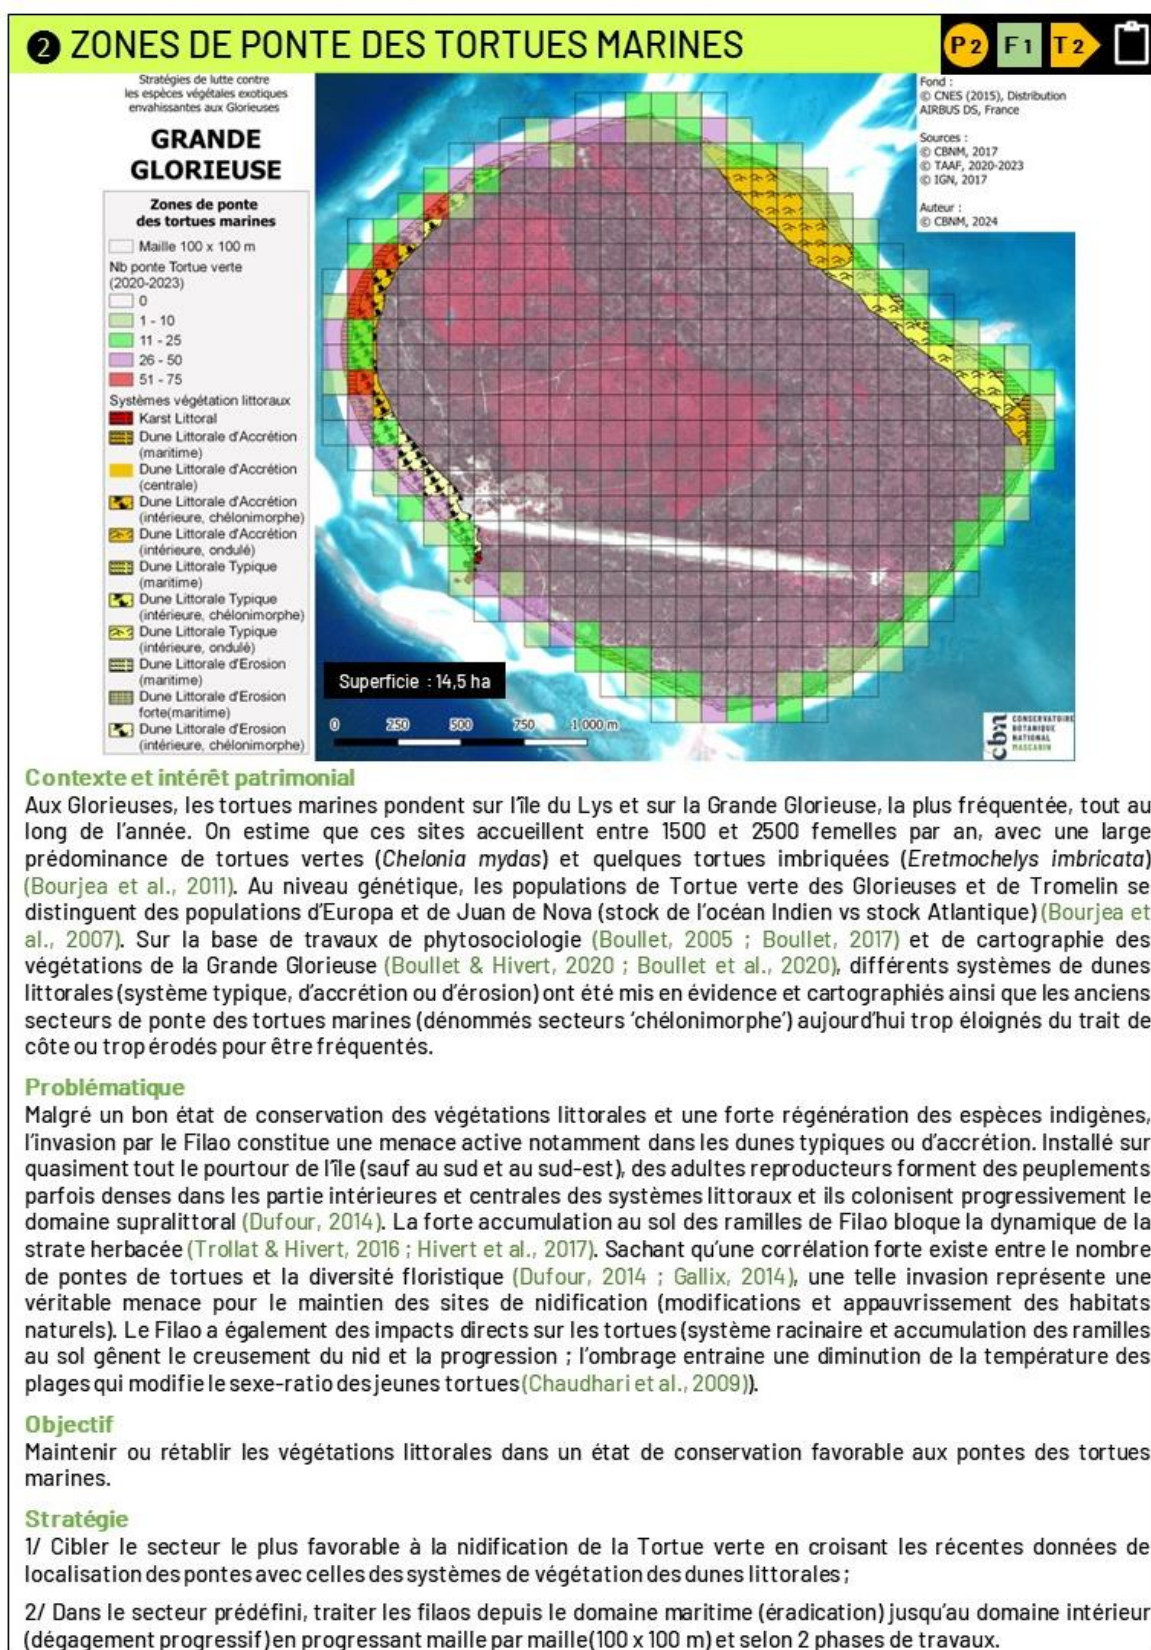 2 ZONES DE PONTE DES TORTUES MARINES
P2 F1 T2
Stratégies de lutte contre
les espèces végétales exotiques
envahissantes aux Glorieuses
GRANDE
GLORIEUSE
Zones de ponte
des tortues marines
Maille 100 x 100 m
Nb ponte Tortue verte
(2020-2023)
0
1 - 10
11 - 25
26 - 50
51 - 75
Systèmes végétation littoraux
Karst Littoral
Dune Littorale d'Accrétion
(maritime)
Dune Littorale d'Accrétion
(centrale)
Dune Littorale d'Accrétion
(intérieure, chélonimorphe)
Dune Littorale d'Accrétion
(intérieure, ondulé)
Dune Littorale Typique
(maritime)
Dune Littorale Typique
(intérieure, chélonimorphe)
Dune Littorale Typique
(intérieure, ondulé)
Dune Littorale d'Erosion
(maritime)
Dune Littorale d'Erosion
forte(maritime)
Dune Littorale d'Erosion
(intérieure, chélonimorphe)
Fond :
© CNES (2015), Distribution
AIRBUS DS, France
Sources :
© CBNM, 2017
© TAAF, 2020-2023
© IGN, 2017
Auteur :
© CBNM, 2024
Superficie : 14,5 ha
0 250 500 750 1 000 m
cbn
CONSERVATOIRE
BOTANIQUE
NATIONAL
MASCARIN
Contexte et intérêt patrimonial
Aux Glorieuses, les tortues marines pondent sur l'île du Lys et sur la Grande Glorieuse, la plus fréquentée, tout au
long de l'année. On estime que ces sites accueillent entre 1500 et 2500 femelles par an, avec une large
prédominance de tortues vertes (Chelonia mydas) et quelques tortues imbriquées (Eretmochelys imbricata)
(Bourjea et al., 2011). Au niveau génétique, les populations de Tortue verte des Glorieuses et de Tromelin se
distinguent des populations d'Europa et de Juan de Nova (stock de l'océan Indien vs stock Atlantique) (Bourjea et
al., 2007). Sur la base de travaux de phytosociologie (Boullet, 2005 ; Boullet, 2017) et de cartographie des
végétations de la Grande Glorieuse (Boullet & Hivert, 2020 ; Boullet et al., 2020), différents systèmes de dunes
littorales (système typique, d'accrétion ou d'érosion) ont été mis en évidence et cartographiés ainsi que les anciens
secteurs de ponte des tortues marines (dénommés secteurs 'chélonimorphe') aujourd'hui trop éloignés du trait de
côte ou trop érodés pour être fréquentés.
Problématique
Malgré un bon état de conservation des végétations littorales et une forte régénération des espèces indigènes,
l'invasion par le Filao constitue une menace active notamment dans les dunes typiques ou d'accrétion. Installé sur
quasiment tout le pourtour de l'île (sauf au sud et au sud-est), des adultes reproducteurs forment des peuplements
parfois denses dans les partie intérieures et centrales des systèmes littoraux et ils colonisent progressivement le
domaine supralittoral (Dufour, 2014). La forte accumulation au sol des ramilles de Filao bloque la dynamique de la
strate herbacée (Trollat & Hivert, 2016 ; Hivert et al., 2017). Sachant qu'une corrélation forte existe entre le nombre
de pontes de tortues et la diversité floristique (Dufour, 2014 ; Gallix, 2014), une telle invasion représente une
véritable menace pour le maintien des sites de nidification (modifications et appauvrissement des habitats
naturels). Le Filao a également des impacts directs sur les tortues (système racinaire et accumulation des ramilles
au sol gênent le creusement du nid et la progression ; l'ombrage entraine une diminution de la température des
plages qui modifie le sexe-ratio des jeunes tortues (Chaudhari et al., 2009)).
Objectif
Maintenir ou rétablir les végétations littorales dans un état de conservation favorable aux pontes des tortues
marines.
Stratégie
1/ Cibler le secteur le plus favorable à la nidification de la Tortue verte en croisant les récentes données de
localisation des pontes avec celles des systèmes de végétation des dunes littorales ;
2/ Dans le secteur prédéfini, traiter les filaos depuis le domaine maritime (éradication) jusqu'au domaine intérieur
(dégagement progressif) en progressant maille par maille (100 x 100 m) et selon 2 phases de travaux.